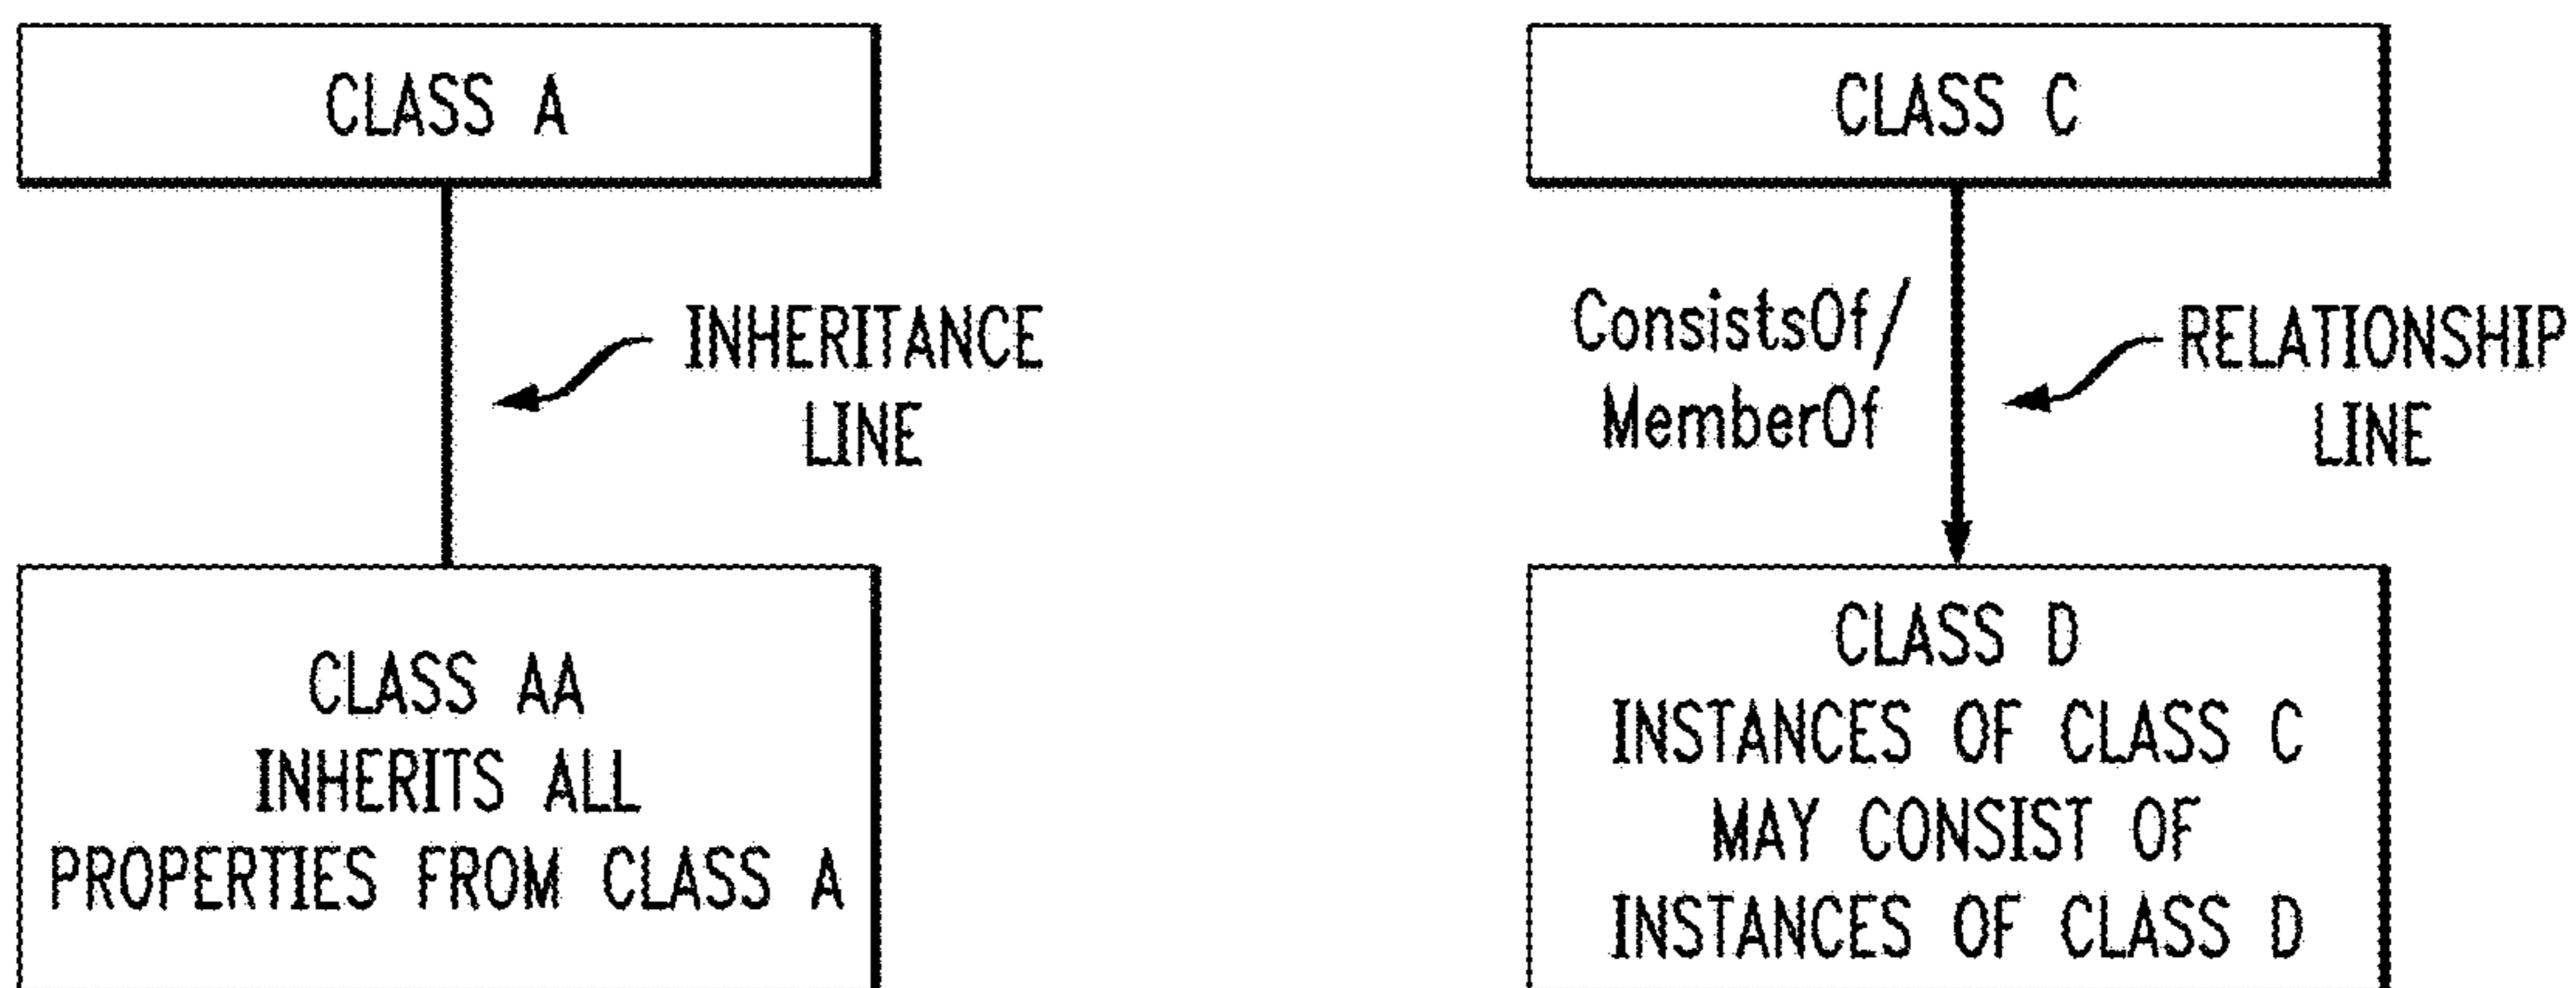 CLASS A
INHERITANCE
LINE
CLASS AA
INHERITS ALL
PROPERTIES FROM CLASS A
CLASS C
ConsistsOf/
MemberOf
RELATIONSHIP
LINE
CLASS D
INSTANCES OF CLASS C
MAY CONSIST OF
INSTANCES OF CLASS D